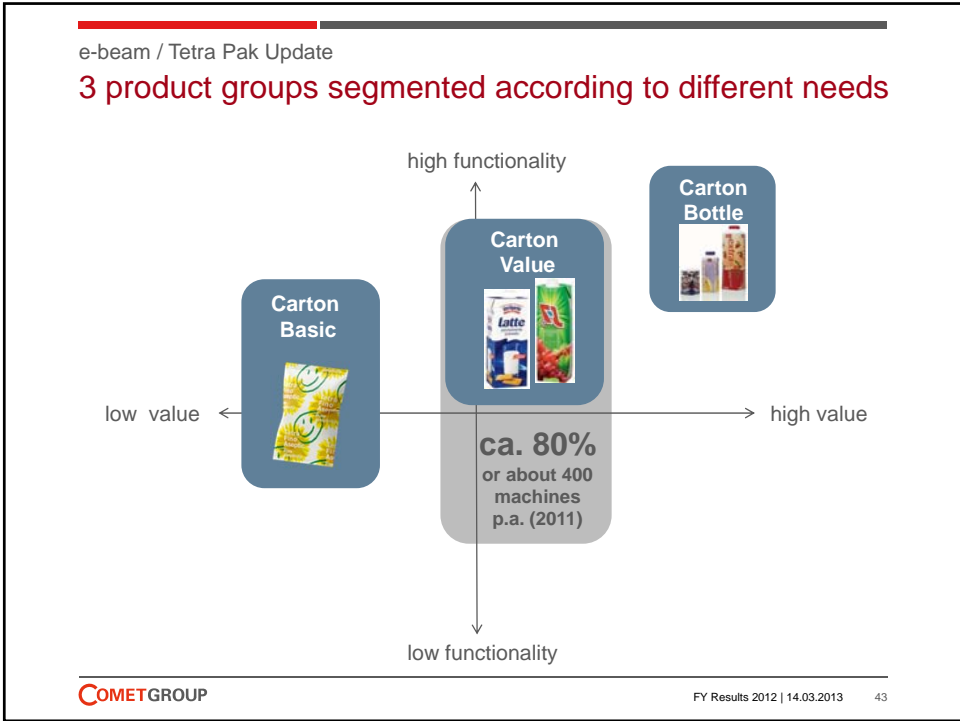 e-beam / Tetra Pak Update
3 product groups segmented according to different needs
high functionality
Carton
Bottle
Carton
Value
Latte
Carton
Basic
low value
high value
ca. 80%
or about 400
machines
p.a. (2011)
low functionality
COMETGROUP
FY Results 2012 | 14.03.2013
43